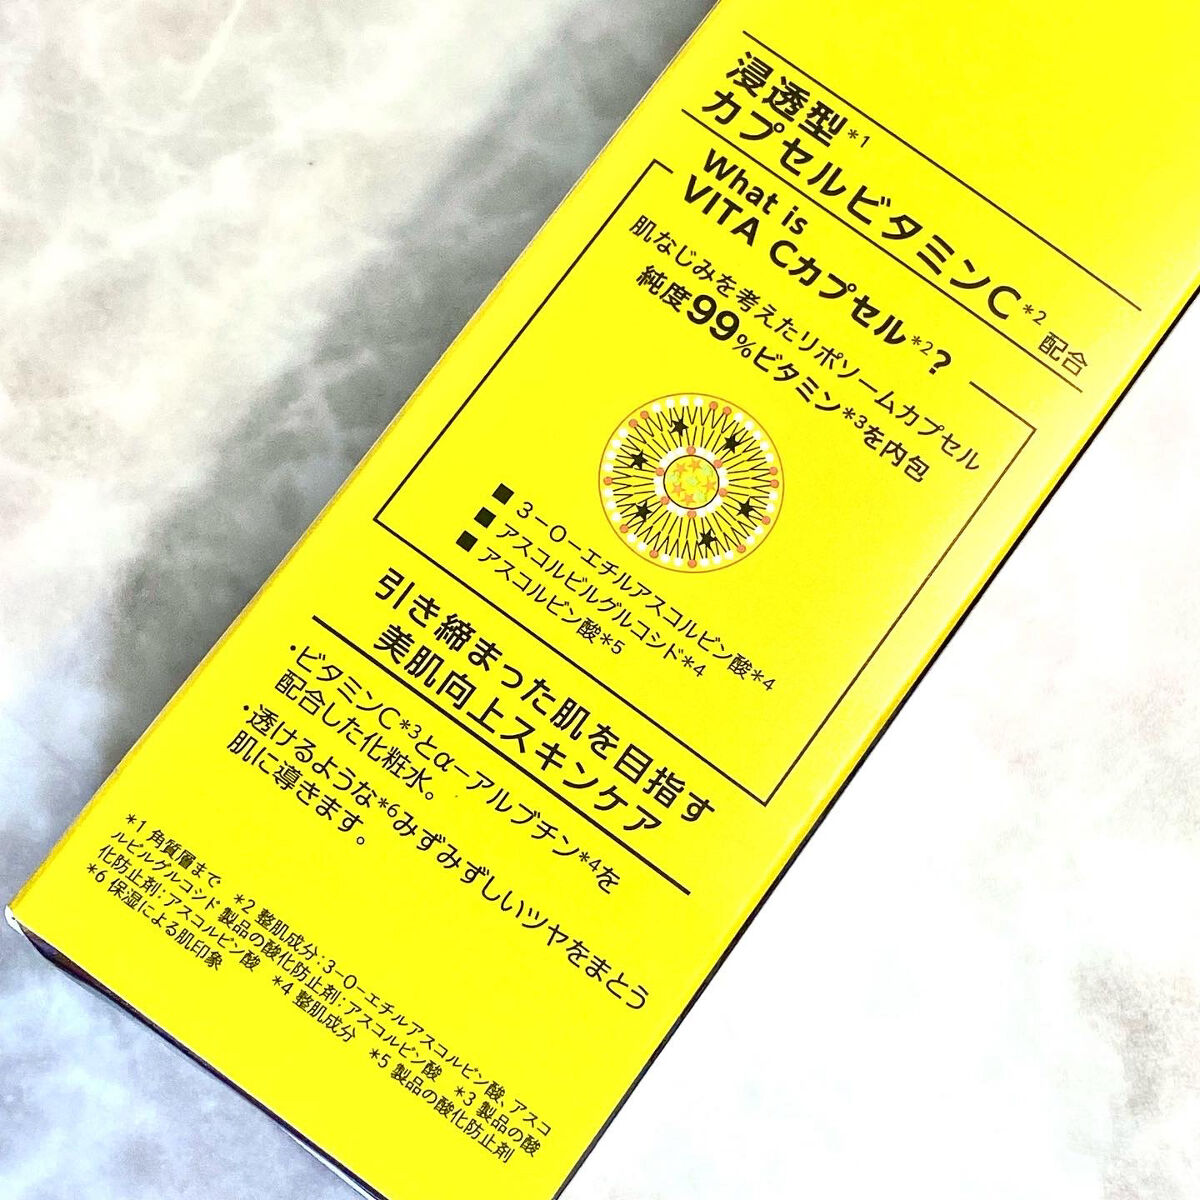 浸透型*1
カプセルビタミンC*2 配合
What is
VITA Cカプセル*2?
肌なじみを考えたリポソームカプセル
純度99%ビタミン*3を内包
■ 3-O-エチルアスコルビン酸*4
■ アスコルビルグルコシド*4
■ アスコルビン酸*5
引き締まった肌を目指す
美肌向上スキンケア
・ビタミンC*3とα-アルブチン*4を
配合した化粧水。
・透けるような*6みずみずしいツヤをまとう
肌に導きます。
*1 角質層まで *2 整肌成分:3-O-エチルアスコルビン酸、アスコ
ルビルグルコシド 製品の酸化防止剤:アスコルビン酸 *3 製品の酸
化防止剤:アスコルビン酸 *4 整肌成分 *5 製品の酸化防止剤
*6 保湿による肌印象